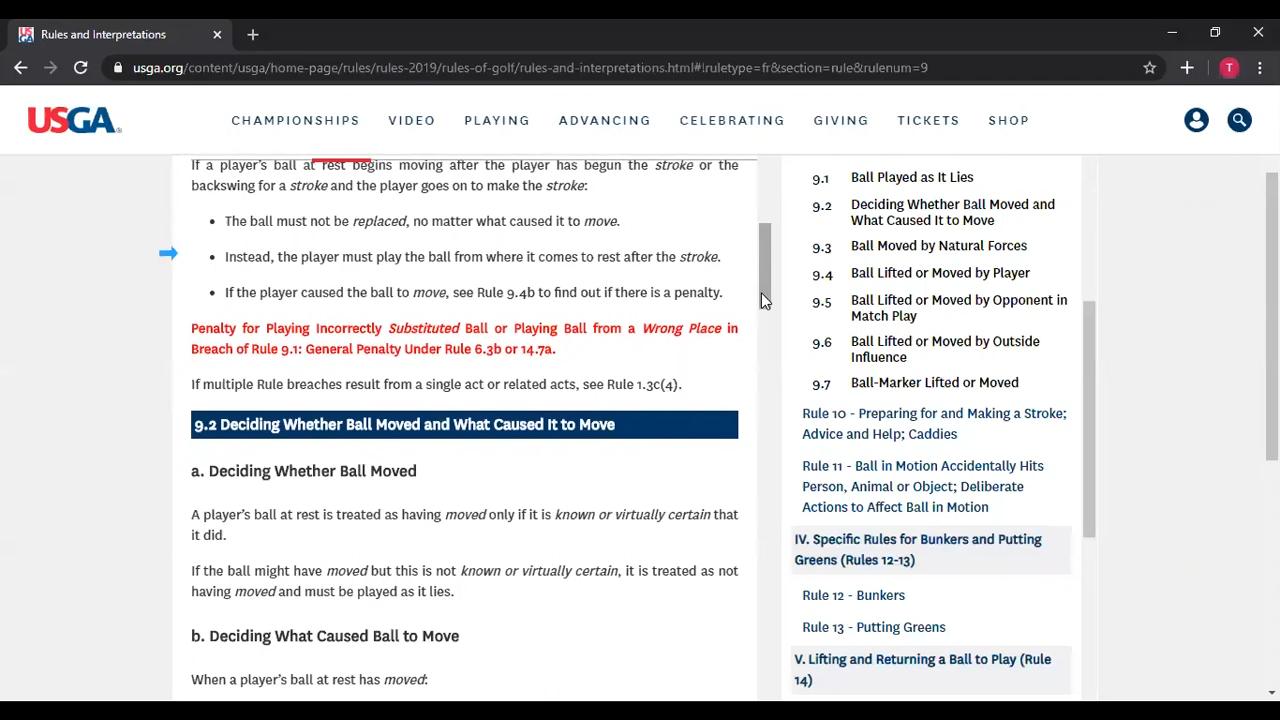 USGA Rules and Interpretations
usga.org/content/usga/home-page/rules/rules-2019/rules-of-golf/rules-and-interpretations.html#!ruletype=fr&section=rule&rulenum=9
T
USGA
CHAMPIONSHIPS VIDEO PLAYING ADVANCING CELEBRATING GIVING TICKETS SHOP
If a player's ball at rest begins moving after the player has begun the stroke or the
backswing for a stroke and the player goes on to make the stroke:
• The ball must not be replaced, no matter what caused it to move.
• Instead, the player must play the ball from where it comes to rest after the stroke.
• If the player caused the ball to move, see Rule 9.4b to find out if there is a penalty.
Penalty for Playing Incorrectly Substituted Ball or Playing Ball from a Wrong Place in
Breach of Rule 9.1: General Penalty Under Rule 6.3b or 14.7a.
If multiple Rule breaches result from a single act or related acts, see Rule 1.3c(4).
9.2 Deciding Whether Ball Moved and What Caused It to Move
a. Deciding Whether Ball Moved
A player's ball at rest is treated as having moved only if it is known or virtually certain that
it did.
If the ball might have moved but this is not known or virtually certain, it is treated as not
having moved and must be played as it lies.
b. Deciding What Caused Ball to Move
When a player's ball at rest has moved:
9.1 Ball Played as It Lies
9.2 Deciding Whether Ball Moved and
What Caused It to Move
9.3 Ball Moved by Natural Forces
9.4 Ball Lifted or Moved by Player
9.5 Ball Lifted or Moved by Opponent in
Match Play
9.6 Ball Lifted or Moved by Outside
Influence
9.7 Ball-Marker Lifted or Moved
Rule 10 - Preparing for and Making a Stroke;
Advice and Help; Caddies
Rule 11 - Ball in Motion Accidentally Hits
Person, Animal or Object; Deliberate
Actions to Affect Ball in Motion
IV. Specific Rules for Bunkers and Putting
Greens (Rules 12-13)
Rule 12 - Bunkers
Rule 13 - Putting Greens
V. Lifting and Returning a Ball to Play (Rule
14)